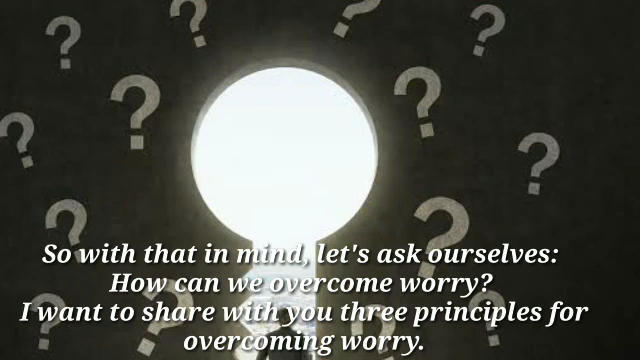 So with that in mind, let's ask ourselves:
How can we overcome worry?
I want to share with you three principles for
overcoming worry.